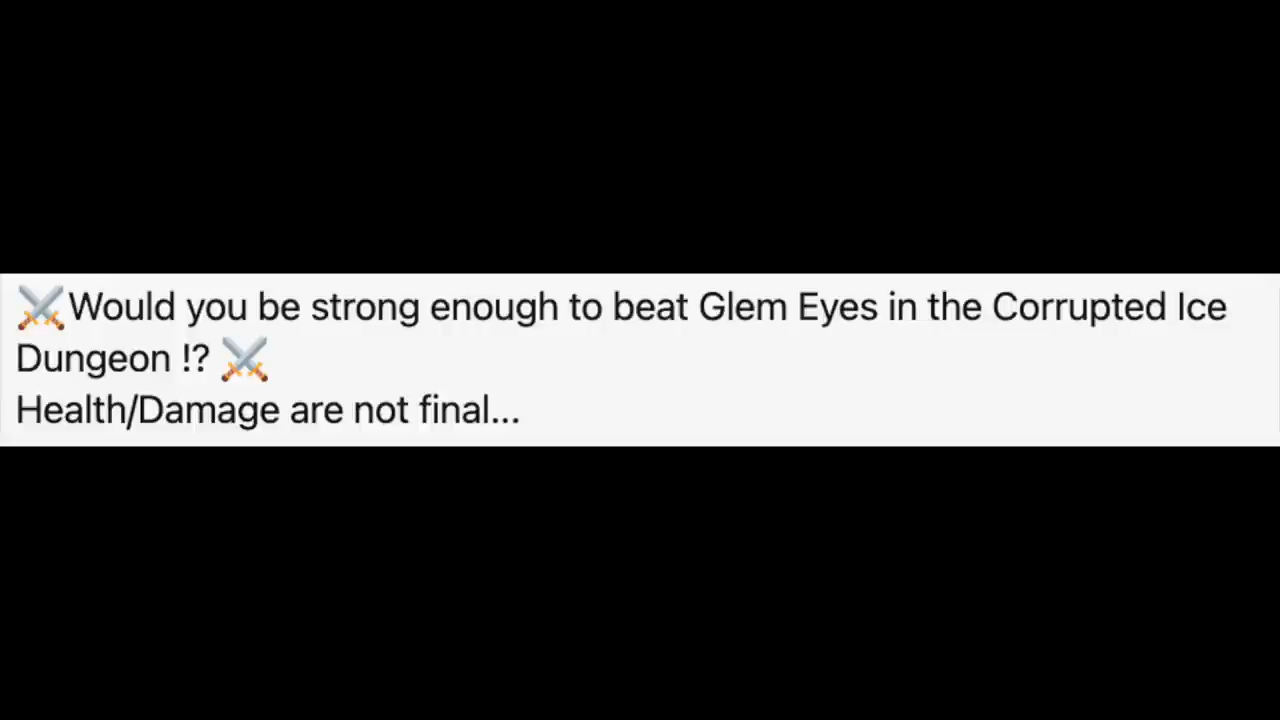 ⚔️Would you be strong enough to beat Glem Eyes in the Corrupted Ice
Dungeon !? ⚔️
Health/Damage are not final...